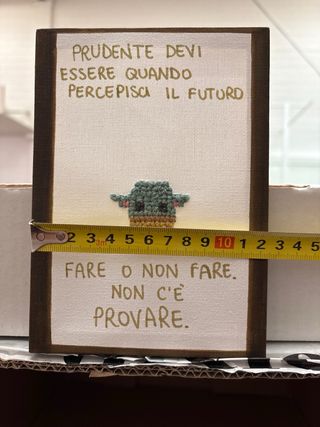 PRUDENTE DEVI
ESSERE QUANDO
PERCEPISCI IL FUTURO
2 3 4 5 6 7 8 9 10 1 2 3 4 5
FARE O NON FARE.
NON C'È
PROVARE.